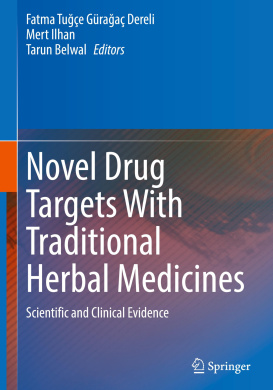 Fatma Tuğçe Gürağaç Dereli
Mert Ilhan
Tarun Belwal Editors
Novel Drug
Targets With
Traditional
Herbal Medicines
Scientific and Clinical Evidence
Springer